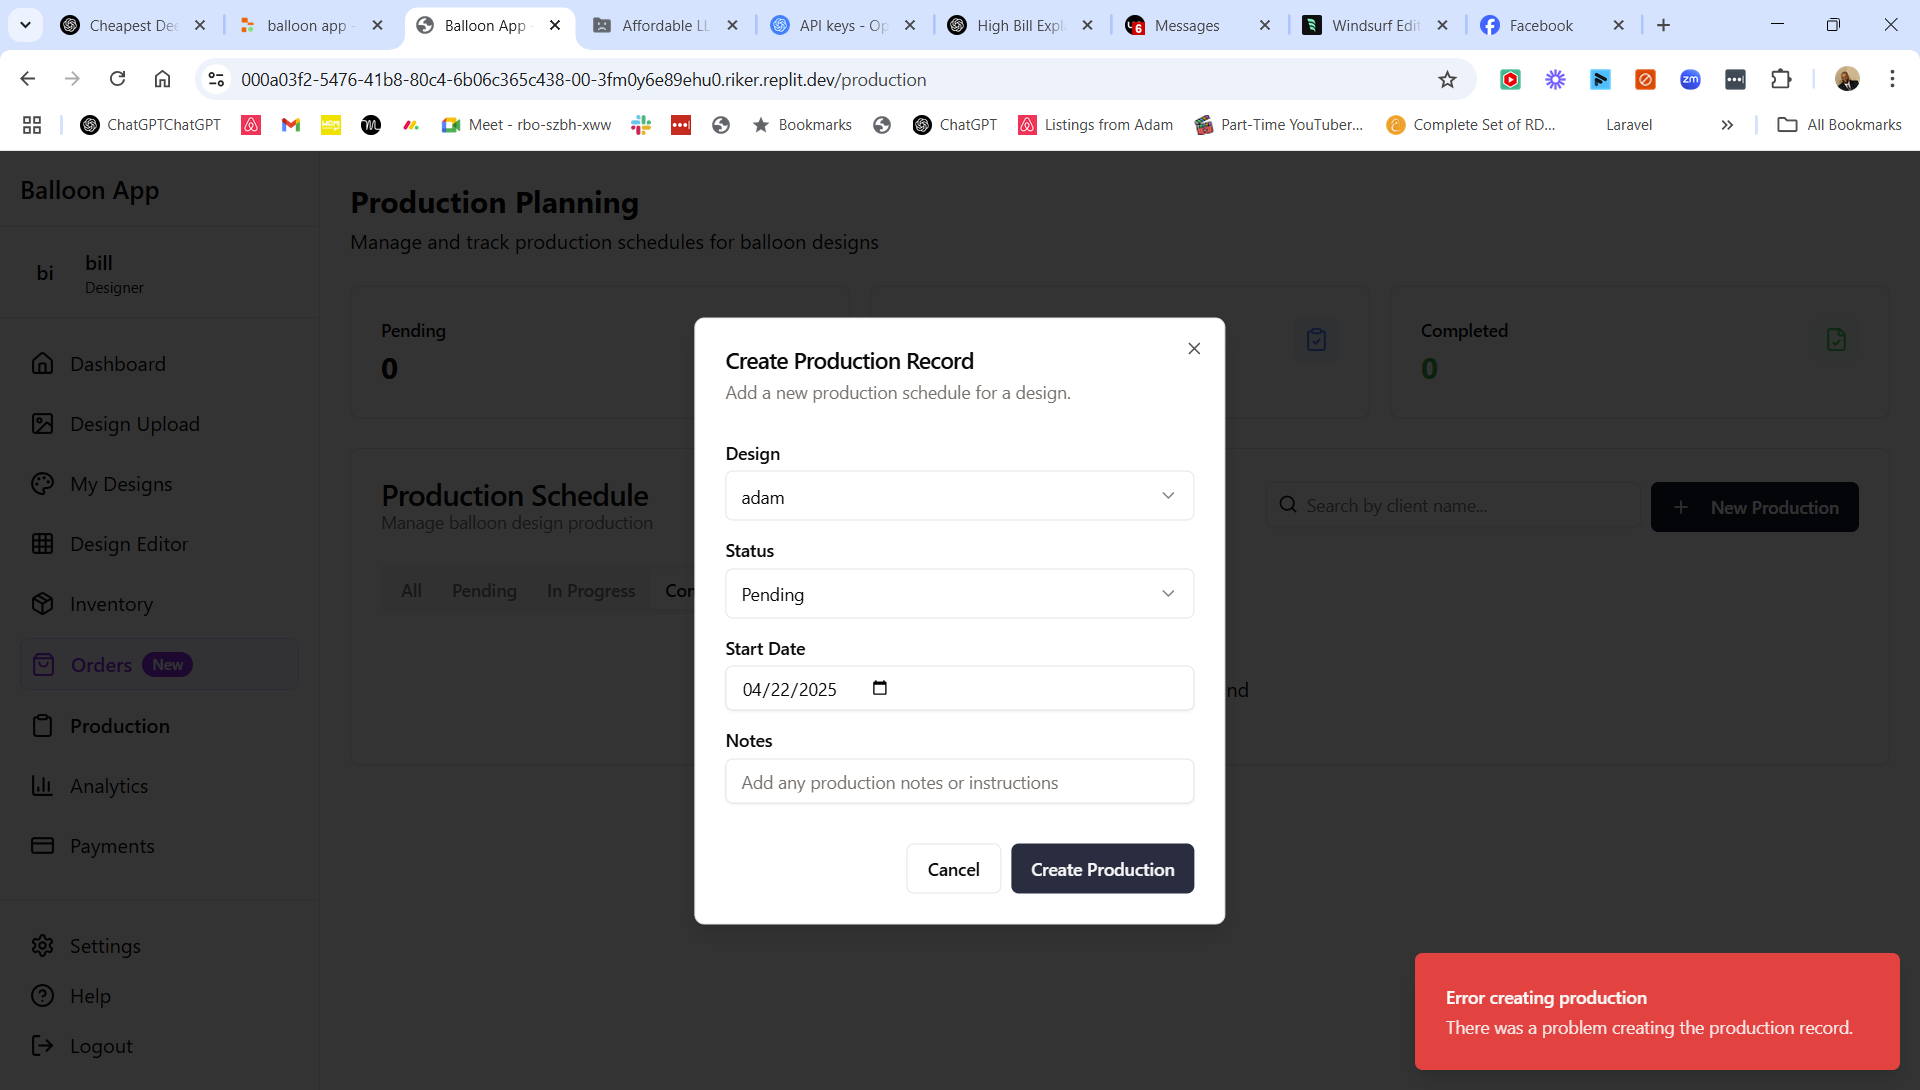 Cheapest Dee
balloon app -
Balloon App -
Affordable LL
API keys - Op
High Bill Expl
6
Messages
Windsurf Edit
Facebook
000a03f2-5476-41b8-80c4-6b06c365c438-00-3fm0y6e89ehu0.riker.replit.dev/production
zm
ChatGPTChatGPT
Meet - rbo-szbh-xww
Bookmarks
ChatGPT
Listings from Adam
Part-Time YouTuber...
Complete Set of RD...
Laravel
All Bookmarks
Balloon App
bi
bill
Designer
Dashboard
Design Upload
My Designs
Design Editor
Inventory
Orders New
Production
Analytics
Payments
Settings
Help
Logout
Production Planning
Manage and track production schedules for balloon designs
Pending
0
Completed
0
Production Schedule
Manage balloon design production
Search by client name...
New Production
All
Pending
In Progress
Con
nd
Create Production Record
Add a new production schedule for a design.
Design
adam
Status
Pending
Start Date
04/22/2025
Notes
Add any production notes or instructions
Cancel
Create Production
Error creating production
There was a problem creating the production record.